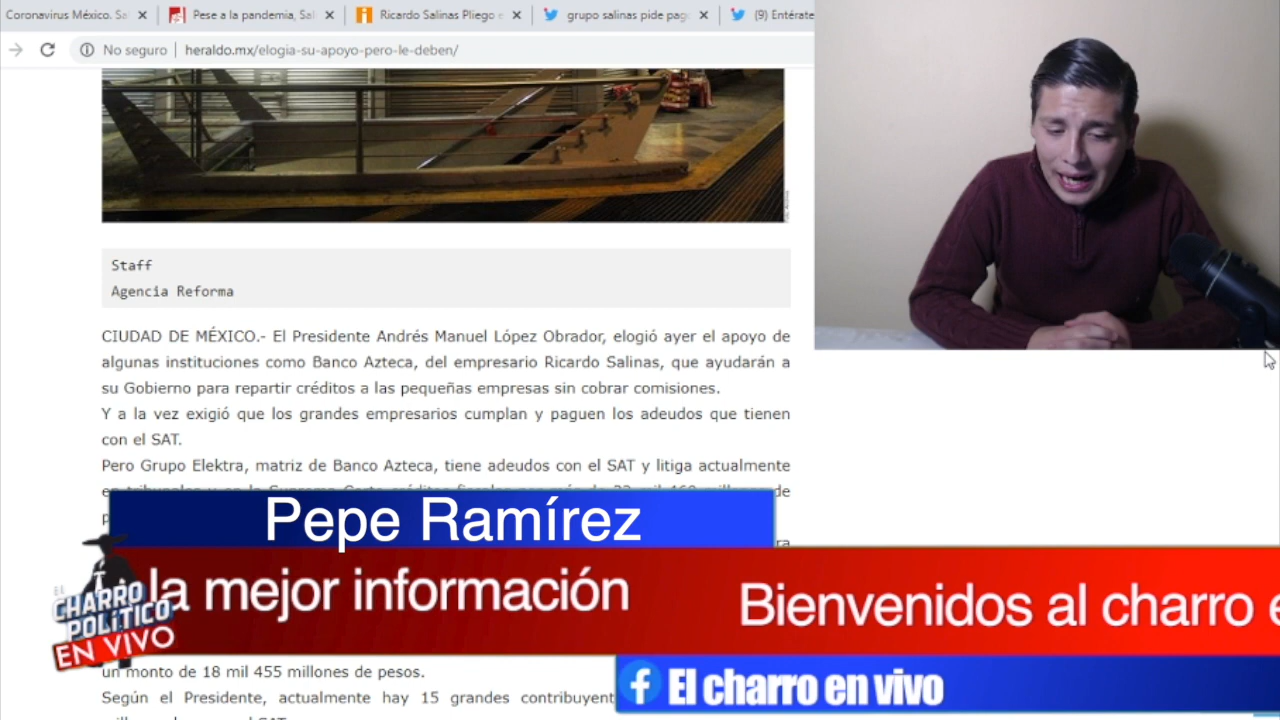 Coronavirus México. Sa
Pese a la pandemia, Sal
Ricardo Salinas Pliego e
grupo salinas pide pago
(9) Entérate
No seguro
heraldo.mx/elogia-su-apoyo-pero-le-deben/
Staff
Agencia Reforma
CIUDAD DE MÉXICO.- El Presidente Andrés Manuel López Obrador, elogió ayer el apoyo de
algunas instituciones como Banco Azteca, del empresario Ricardo Salinas, que ayudarán a
su Gobierno para repartir créditos a las pequeñas empresas sin cobrar comisiones.
Y a la vez exigió que los grandes empresarios cumplan y paguen los adeudos que tienen
con el SAT.
Pero Grupo Elektra, matriz de Banco Azteca, tiene adeudos con el SAT y litiga actualmente
de
Pepe Ramírez
la mejor información
Bienvenidos al charro e
EL
CHARRO
POLÍTICO
EN VIVO
un monto de 18 mil 455 millones de pesos.
Según el Presidente, actualmente hay 15 grandes contribuyent
El charro en vivo